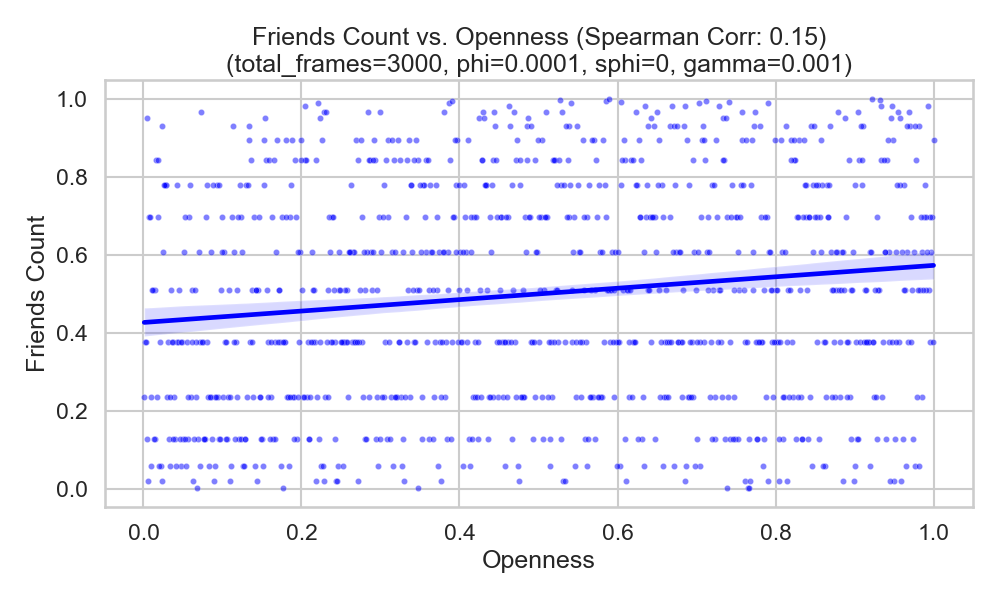 Friends Count vs. Openness (Spearman Corr: 0.15)
(total_frames=3000, phi=0.0001, sphi=0, gamma=0.001)
1.0
0.8
0.6
0.4
0.2
0.0
Friends Count
0.0 0.2 0.4 0.6 0.8 1.0
Openness